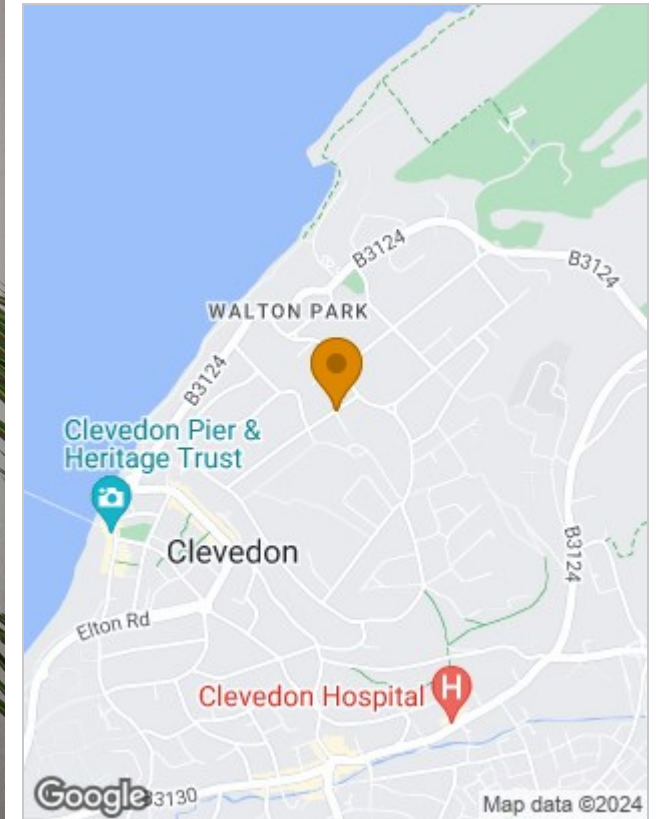 B3124
B3124
WALTON PARK
B3124
Clevedon Pier &
Heritage Trust
Clevedon
B3124
Elton Rd
Clevedon Hospital
H
Google
B3130
Map data ©2024